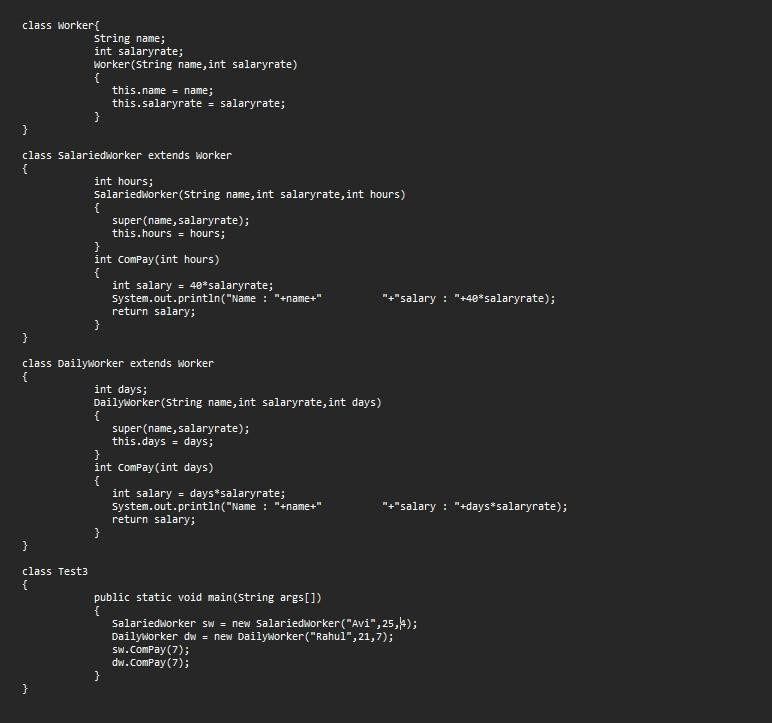 class Worker{
String name;
int salaryrate;
Worker(String name,int salaryrate)
{
this.name = name;
this.salaryrate = salaryrate;
}
}
class SalariedWorker extends Worker
{
int hours;
SalariedWorker(String name,int salaryrate,int hours)
{
super(name,salaryrate);
this.hours = hours;
}
int ComPay(int hours)
{
int salary = 40*salaryrate;
System.out.println("Name : "+name+"          "+"salary : "+40*salaryrate);
return salary;
}
}
class DailyWorker extends Worker
{
int days;
DailyWorker(String name,int salaryrate,int days)
{
super(name,salaryrate);
this.days = days;
}
int ComPay(int days)
{
int salary = days*salaryrate;
System.out.println("Name : "+name+"          "+"salary : "+days*salaryrate);
return salary;
}
}
class Test3
{
public static void main(String args[])
{
SalariedWorker sw = new SalariedWorker("Avi",25,4);
DailyWorker dw = new DailyWorker("Rahul",21,7);
sw.ComPay(7);
dw.ComPay(7);
}
}